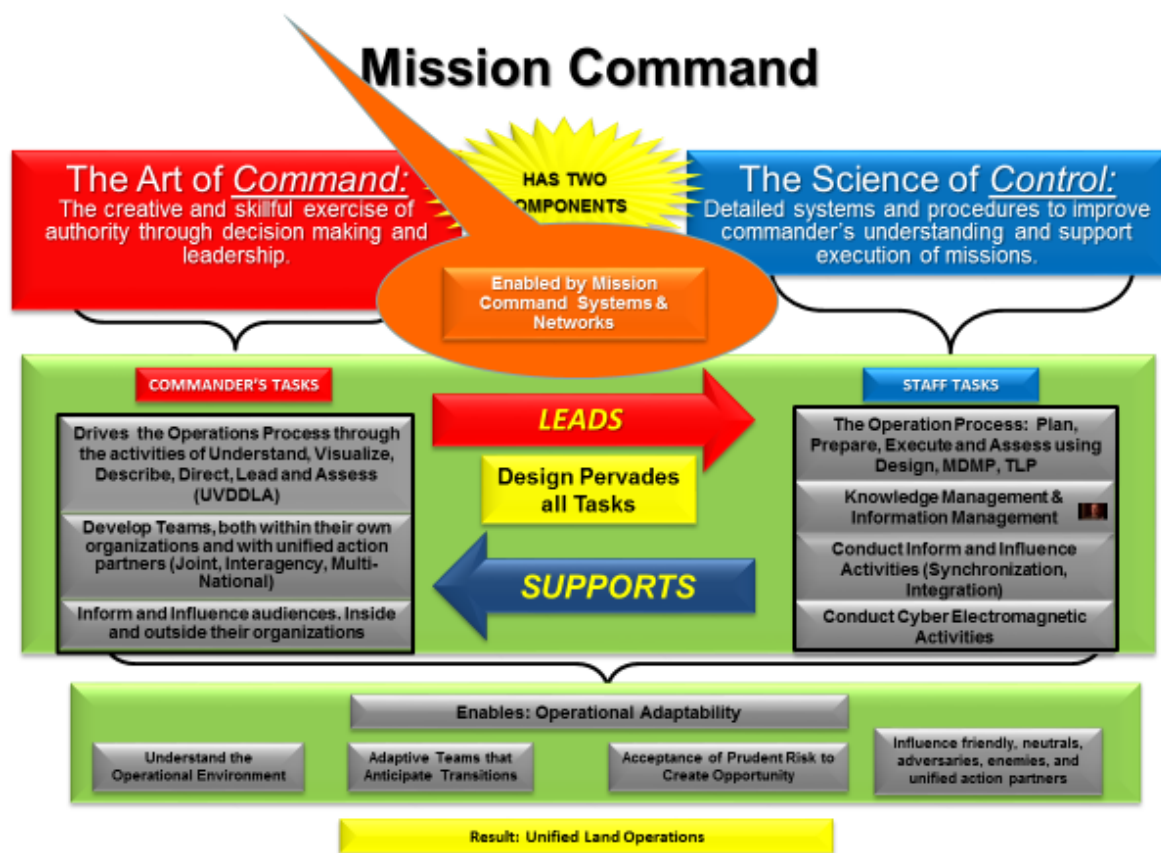 Mission Command
The Art of Command:
The creative and skillful exercise of
authority through decision making and
leadership.
HAS TWO
COMPONENTS
The Science of Control:
Detailed systems and procedures to improve
commander's understanding and support
execution of missions.
Enabled by Mission
Command Systems &
Networks
COMMANDER'S TASKS
Drives the Operations Process through
the activities of Understand, Visualize,
Describe, Direct, Lead and Assess
(UVDDLA)
Develop Teams, both within their own
organizations and with unified action
partners (Joint, Interagency, Multi-
National)
Inform and Influence audiences. Inside
and outside their organizations
LEADS
Design Pervades
all Tasks
SUPPORTS
STAFF TASKS
The Operation Process: Plan,
Prepare, Execute and Assess using
Design, MDMP, TLP
Knowledge Management &
Information Management
Conduct Inform and Influence
Activities (Synchronization,
Integration)
Conduct Cyber Electromagnetic
Activities
Enables: Operational Adaptability
Understand the
Operational Environment
Adaptive Teams that
Anticipate Transitions
Acceptance of Prudent Risk to
Create Opportunity
Influence friendly, neutrals,
adversaries, enemies, and
unified action partners
Result: Unified Land Operations